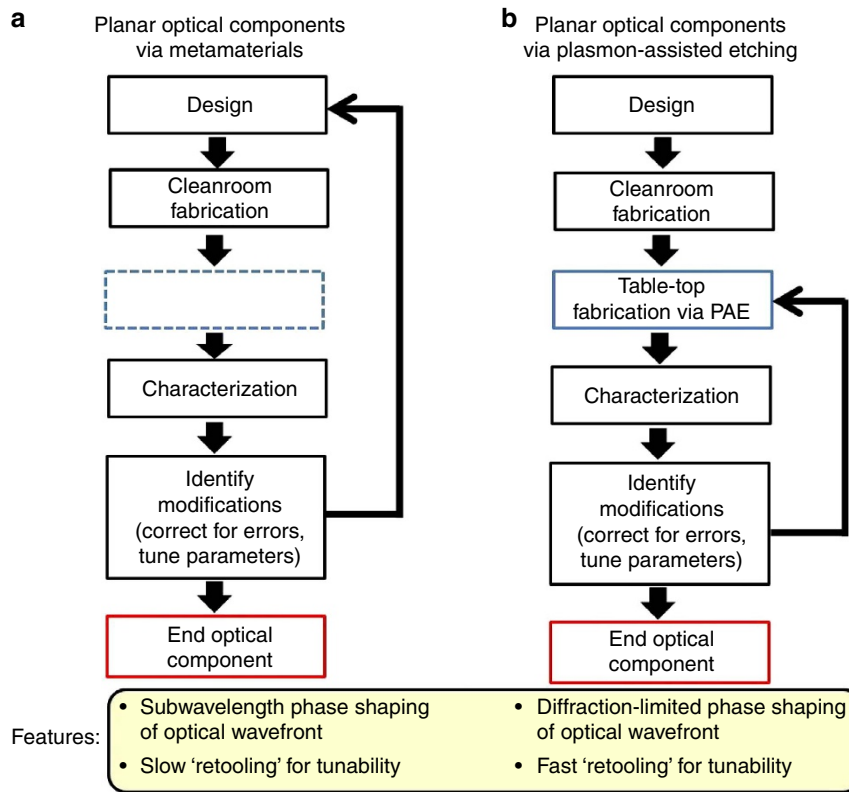 a
Planar optical components
via metamaterials
Design
Cleanroom
fabrication
Characterization
Identify
modifications
(correct for errors,
tune parameters)
End optical
component
b
Planar optical components
via plasmon-assisted etching
Design
Cleanroom
fabrication
Table-top
fabrication via PAE
Characterization
Identify
modifications
(correct for errors,
tune parameters)
End optical
component
Features:
• Subwavelength phase shaping
of optical wavefront
• Slow ‘retooling’ for tunability
• Diffraction-limited phase shaping
of optical wavefront
• Fast ‘retooling’ for tunability